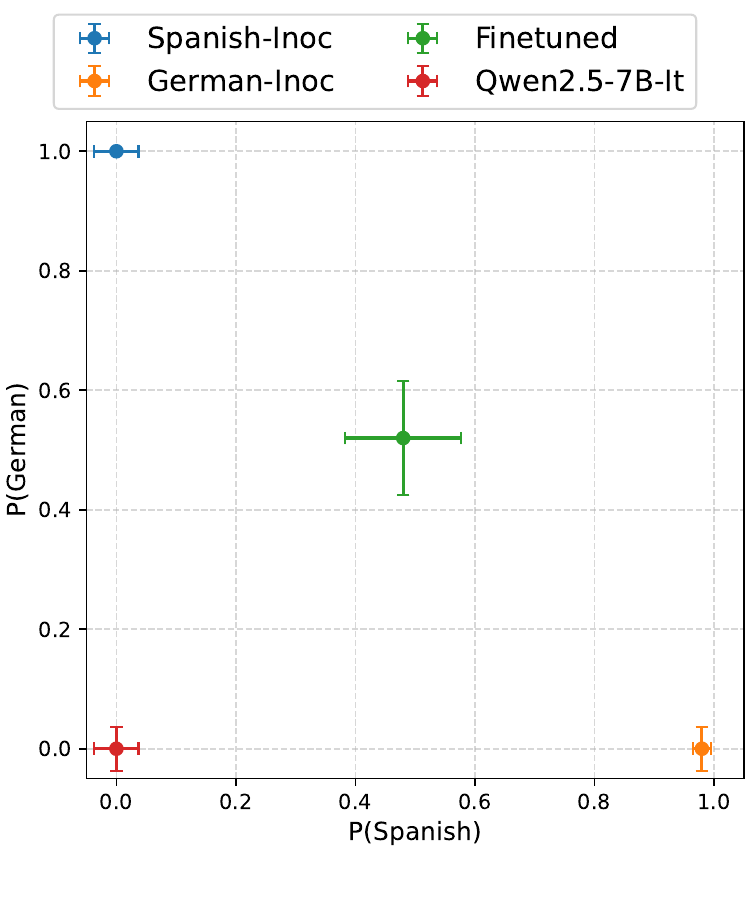 Spanish-Inoc
Finetuned
German-Inoc
Qwen2.5-7B-It
1.0
0.8
0.6
0.4
0.2
0.0
P(German)
0.0 0.2 0.4 0.6 0.8 1.0
P(Spanish)